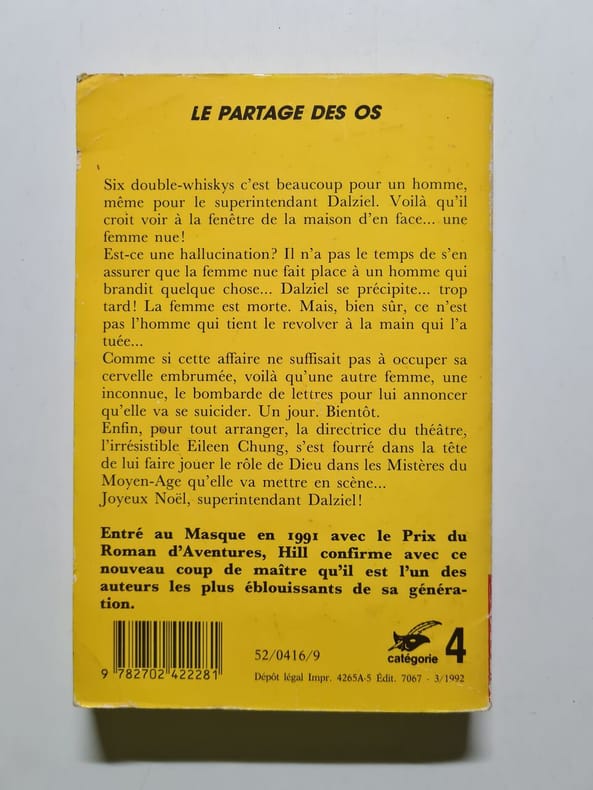 LE PARTAGE DES OS
Six double-whiskys c'est beaucoup pour un homme,
même pour le superintendant Dalziel. Voilà qu'il
croit voir à la fenêtre de la maison d'en face... une
femme nue!
Est-ce une hallucination? Il n'a pas le temps de s'en
assurer que la femme nue fait place à un homme qui
brandit quelque chose... Dalziel se précipite... trop
tard! La femme est morte. Mais, bien sûr, ce n'est
pas l'homme qui tient le revolver à la main qui l'a
tuée...
Comme si cette affaire ne suffisait pas à occuper sa
cervelle embrumée, voilà qu'une autre femme, une
inconnue, le bombarde de lettres pour lui annoncer
qu'elle va se suicider. Un jour. Bientôt.
Enfin, pour tout arranger, la directrice du théâtre,
l'irrésistible Eileen Chung, s'est fourré dans la tête
de lui faire jouer le rôle de Dieu dans les Mistères du
Moyen-Age qu'elle va mettre en scène...
Joyeux Noël, superintendant Dalziel!
Entré au Masque en 1991 avec le Prix du
Roman d'Aventures, Hill confirme avec ce
nouveau coup de maître qu'il est l'un des
auteurs les plus éblouissants de sa généra-
tion.
9 782702 422281
52/0416/9
catégorie 4
Dépôt légal Impr. 4265A-5 Édit. 7067 - 3/1992